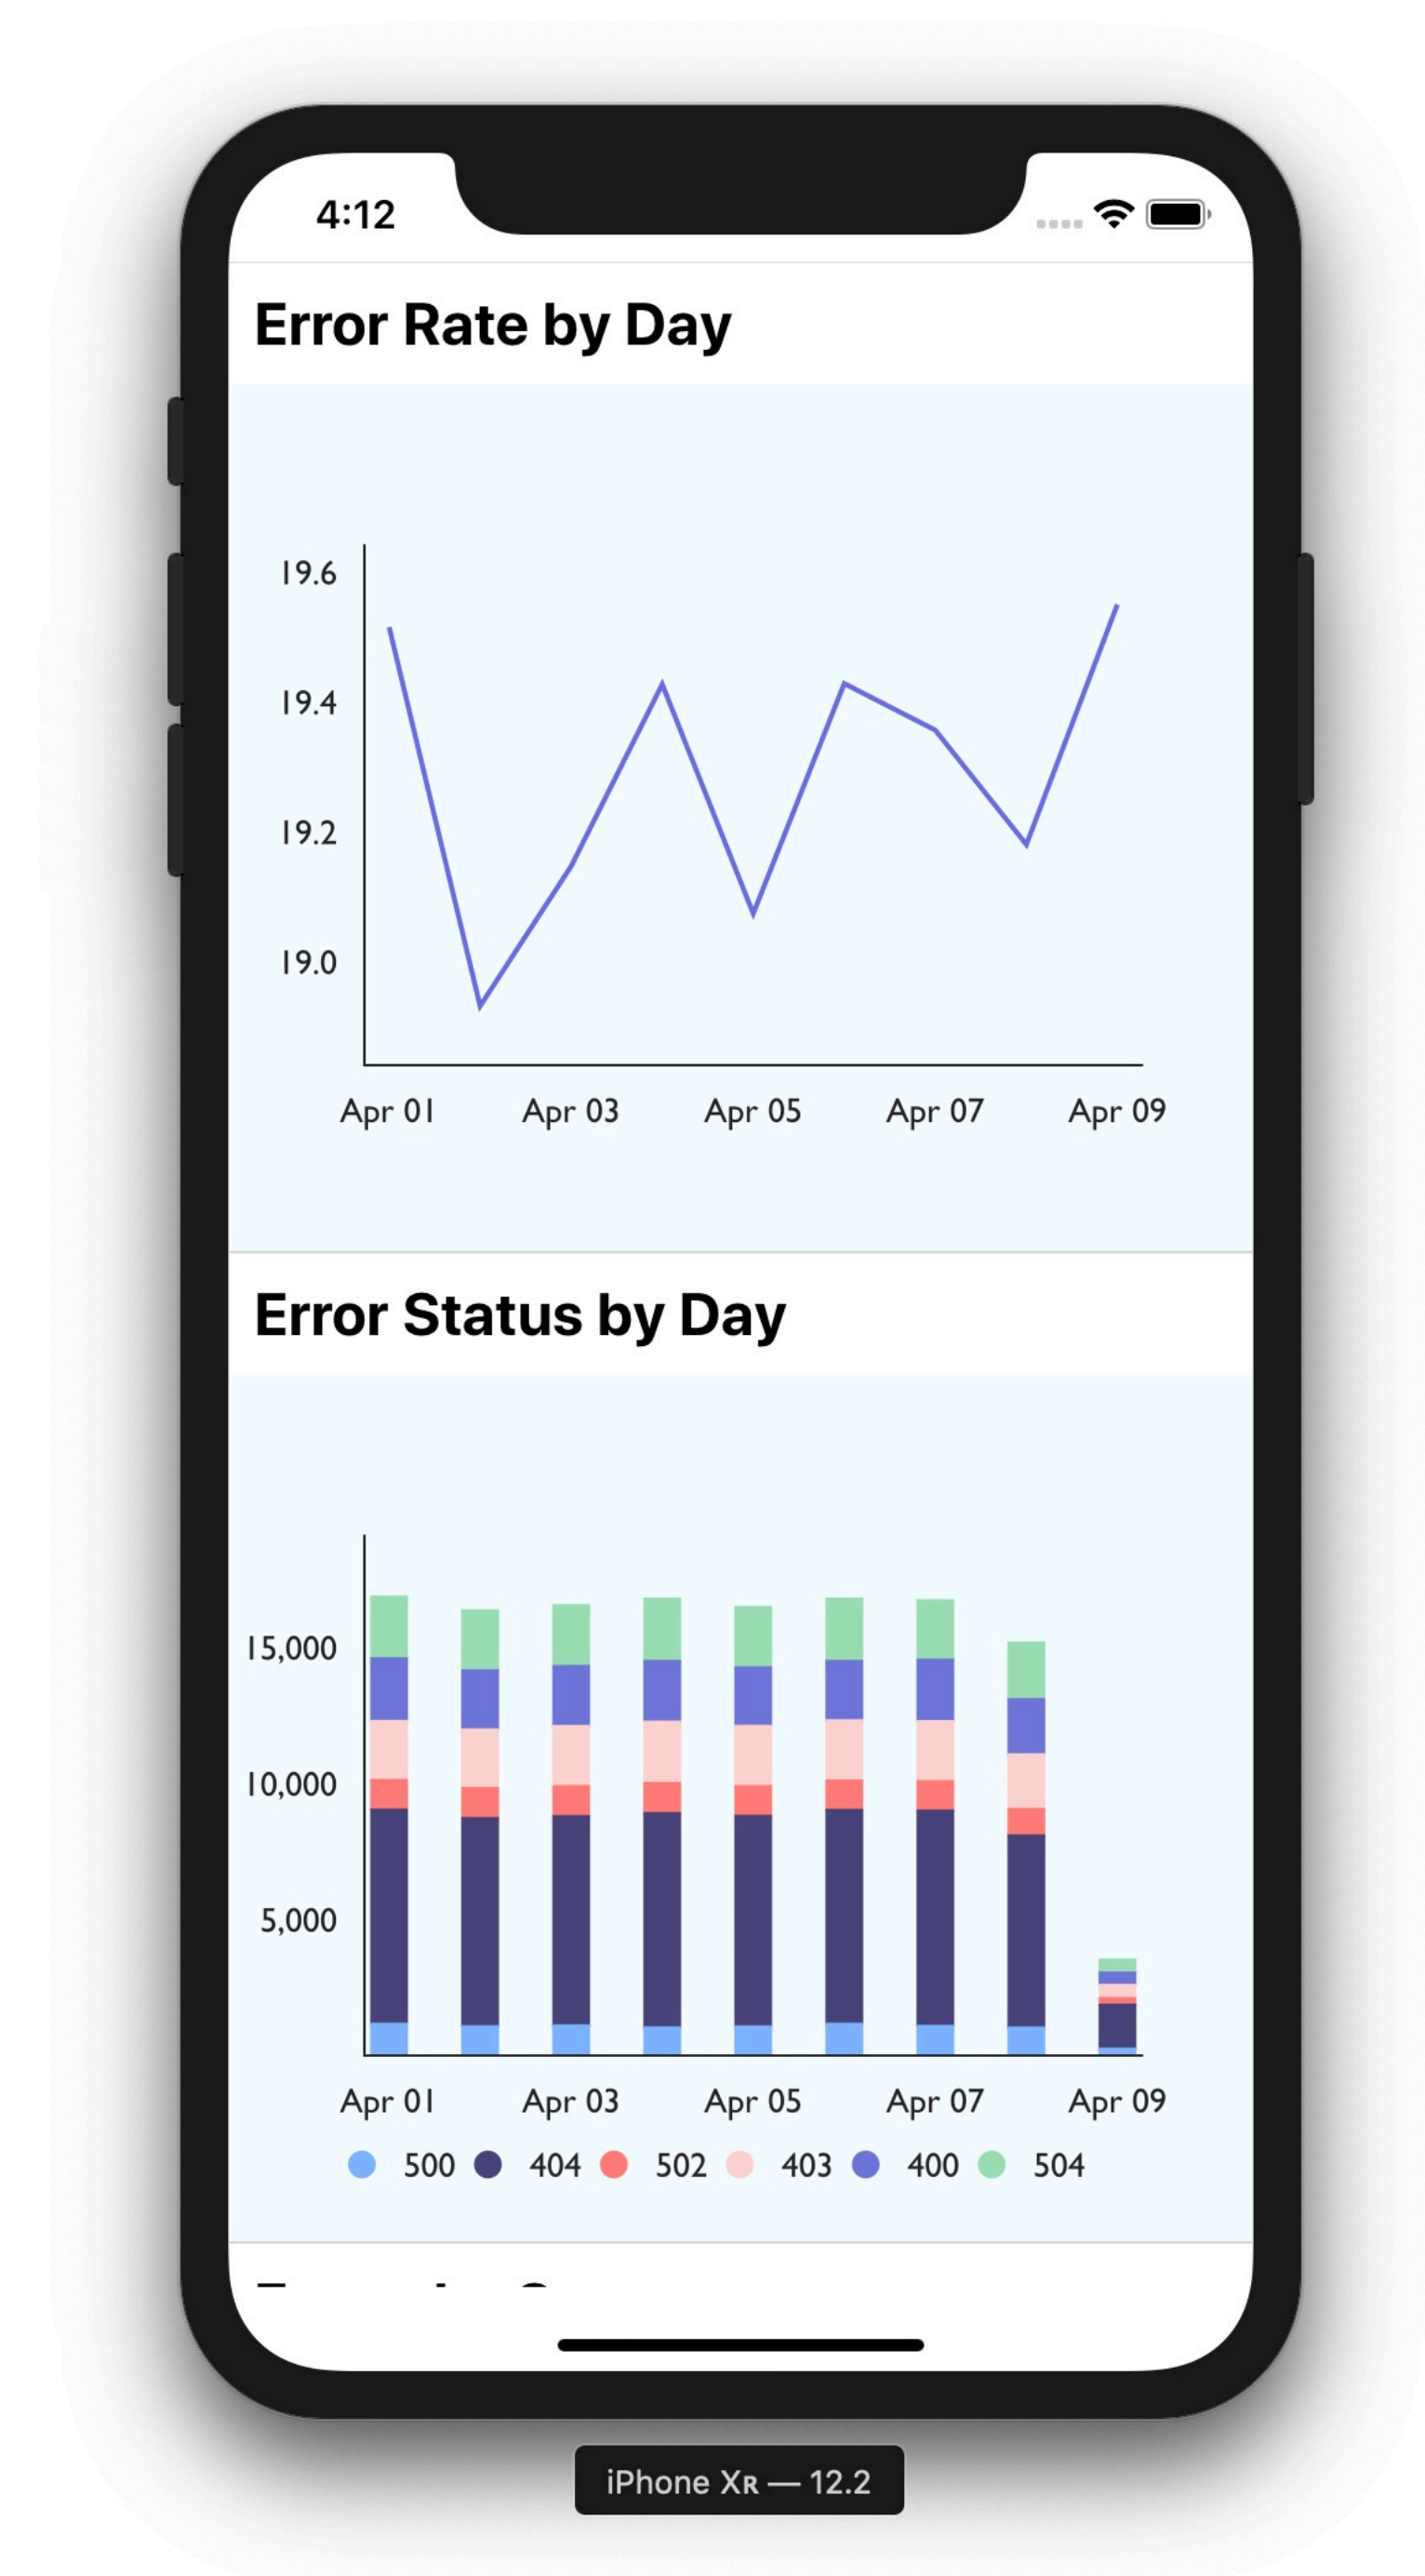 4:12
Error Rate by Day
19.6
19.4
19.2
19.0
Apr 01 Apr 03 Apr 05 Apr 07 Apr 09
Error Status by Day
15,000
10,000
5,000
Apr 01 Apr 03 Apr 05 Apr 07 Apr 09
500 404 502 403 400 504
iPhone XR — 12.2